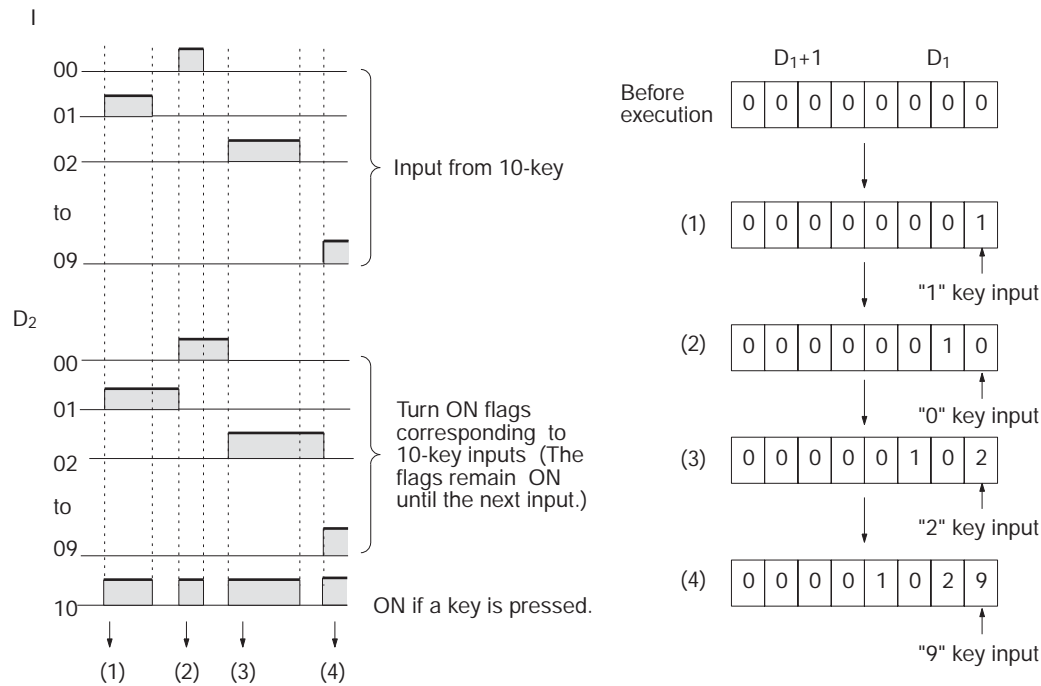 I
00
01
02
to
09
Input from 10-key
D2
00
01
02
to
09
10
Turn ON flags
corresponding to
10-key inputs (The
flags remain ON
until the next input.)
ON if a key is pressed.
(1) (2) (3) (4)
D1+1 D1
Before
execution
0 0 0 0 0 0 0 0
(1) 0 0 0 0 0 0 0 1
"1" key input
(2) 0 0 0 0 0 0 1 0
"0" key input
(3) 0 0 0 0 0 1 0 2
"2" key input
(4) 0 0 0 0 1 0 2 9
"9" key input